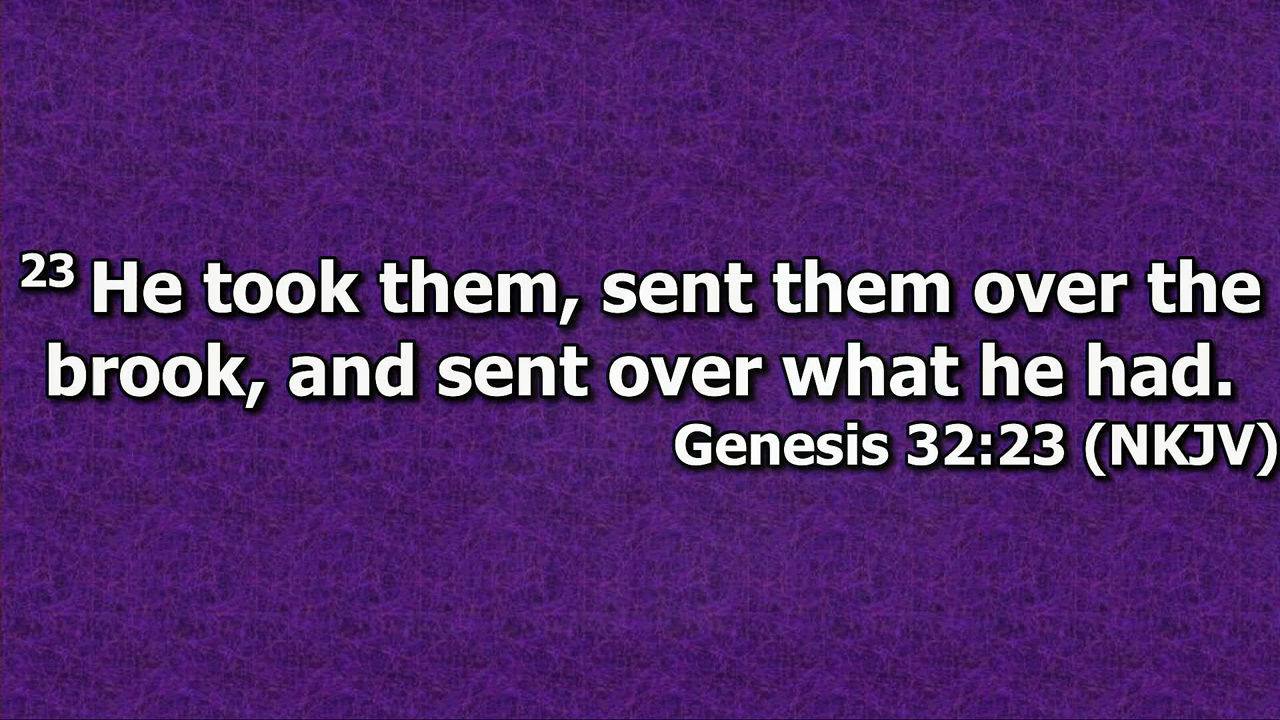 23 He took them, sent them over the
brook, and sent over what he had.
Genesis 32:23 (NKJV)